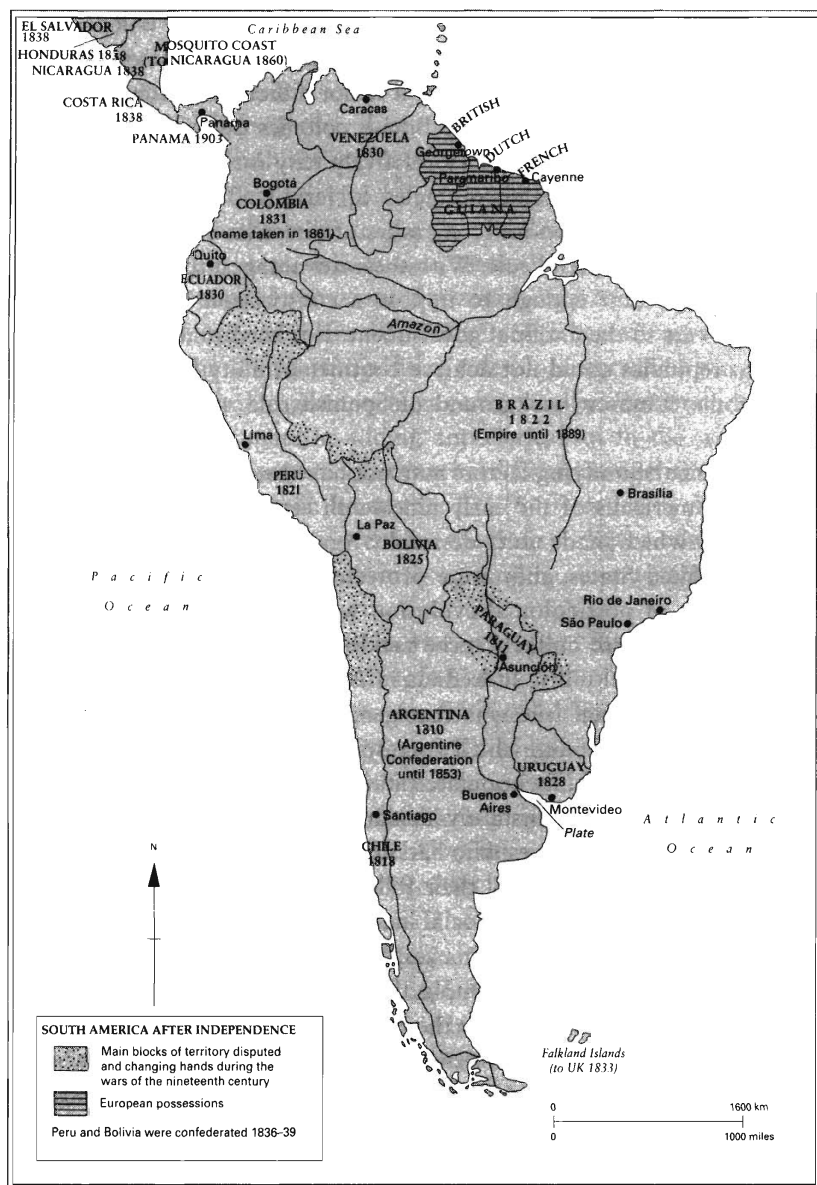 Caribbean Sea
EL SALVADOR
1838
HONDURAS 1838
NICARAGUA 1838
MOSQUITO COAST
(TO NICARAGUA 1860)
COSTA RICA
1838
Panama
PANAMA 1903
Caracas
VENEZUELA
1830
BRITISH
Georgetown
DUTCH
Paramaribo
FRENCH
Cayenne
GUIANA
Bogotá
COLOMBIA
1831
(name taken in 1861)
Quito
ECUADOR
1830
Amazon
BRAZIL
1822
(Empire until 1889)
Lima
PERU
1821
Brasília
La Paz
BOLIVIA
1825
Pacific
Ocean
Rio de Janeiro
São Paulo
PARAGUAY
1811
Asunción
ARGENTINA
1810
(Argentine
Confederation
until 1853)
URUGUAY
1828
Buenos
Aires
Montevideo
Plate
Santiago
Atlantic
Ocean
CHILE
1818
N
SOUTH AMERICA AFTER INDEPENDENCE
Main blocks of territory disputed
and changing hands during the
wars of the nineteenth century
European possessions
Peru and Bolivia were confederated 1836–39
Falkland Islands
(to UK 1833)
0 1600 km
0 1000 miles